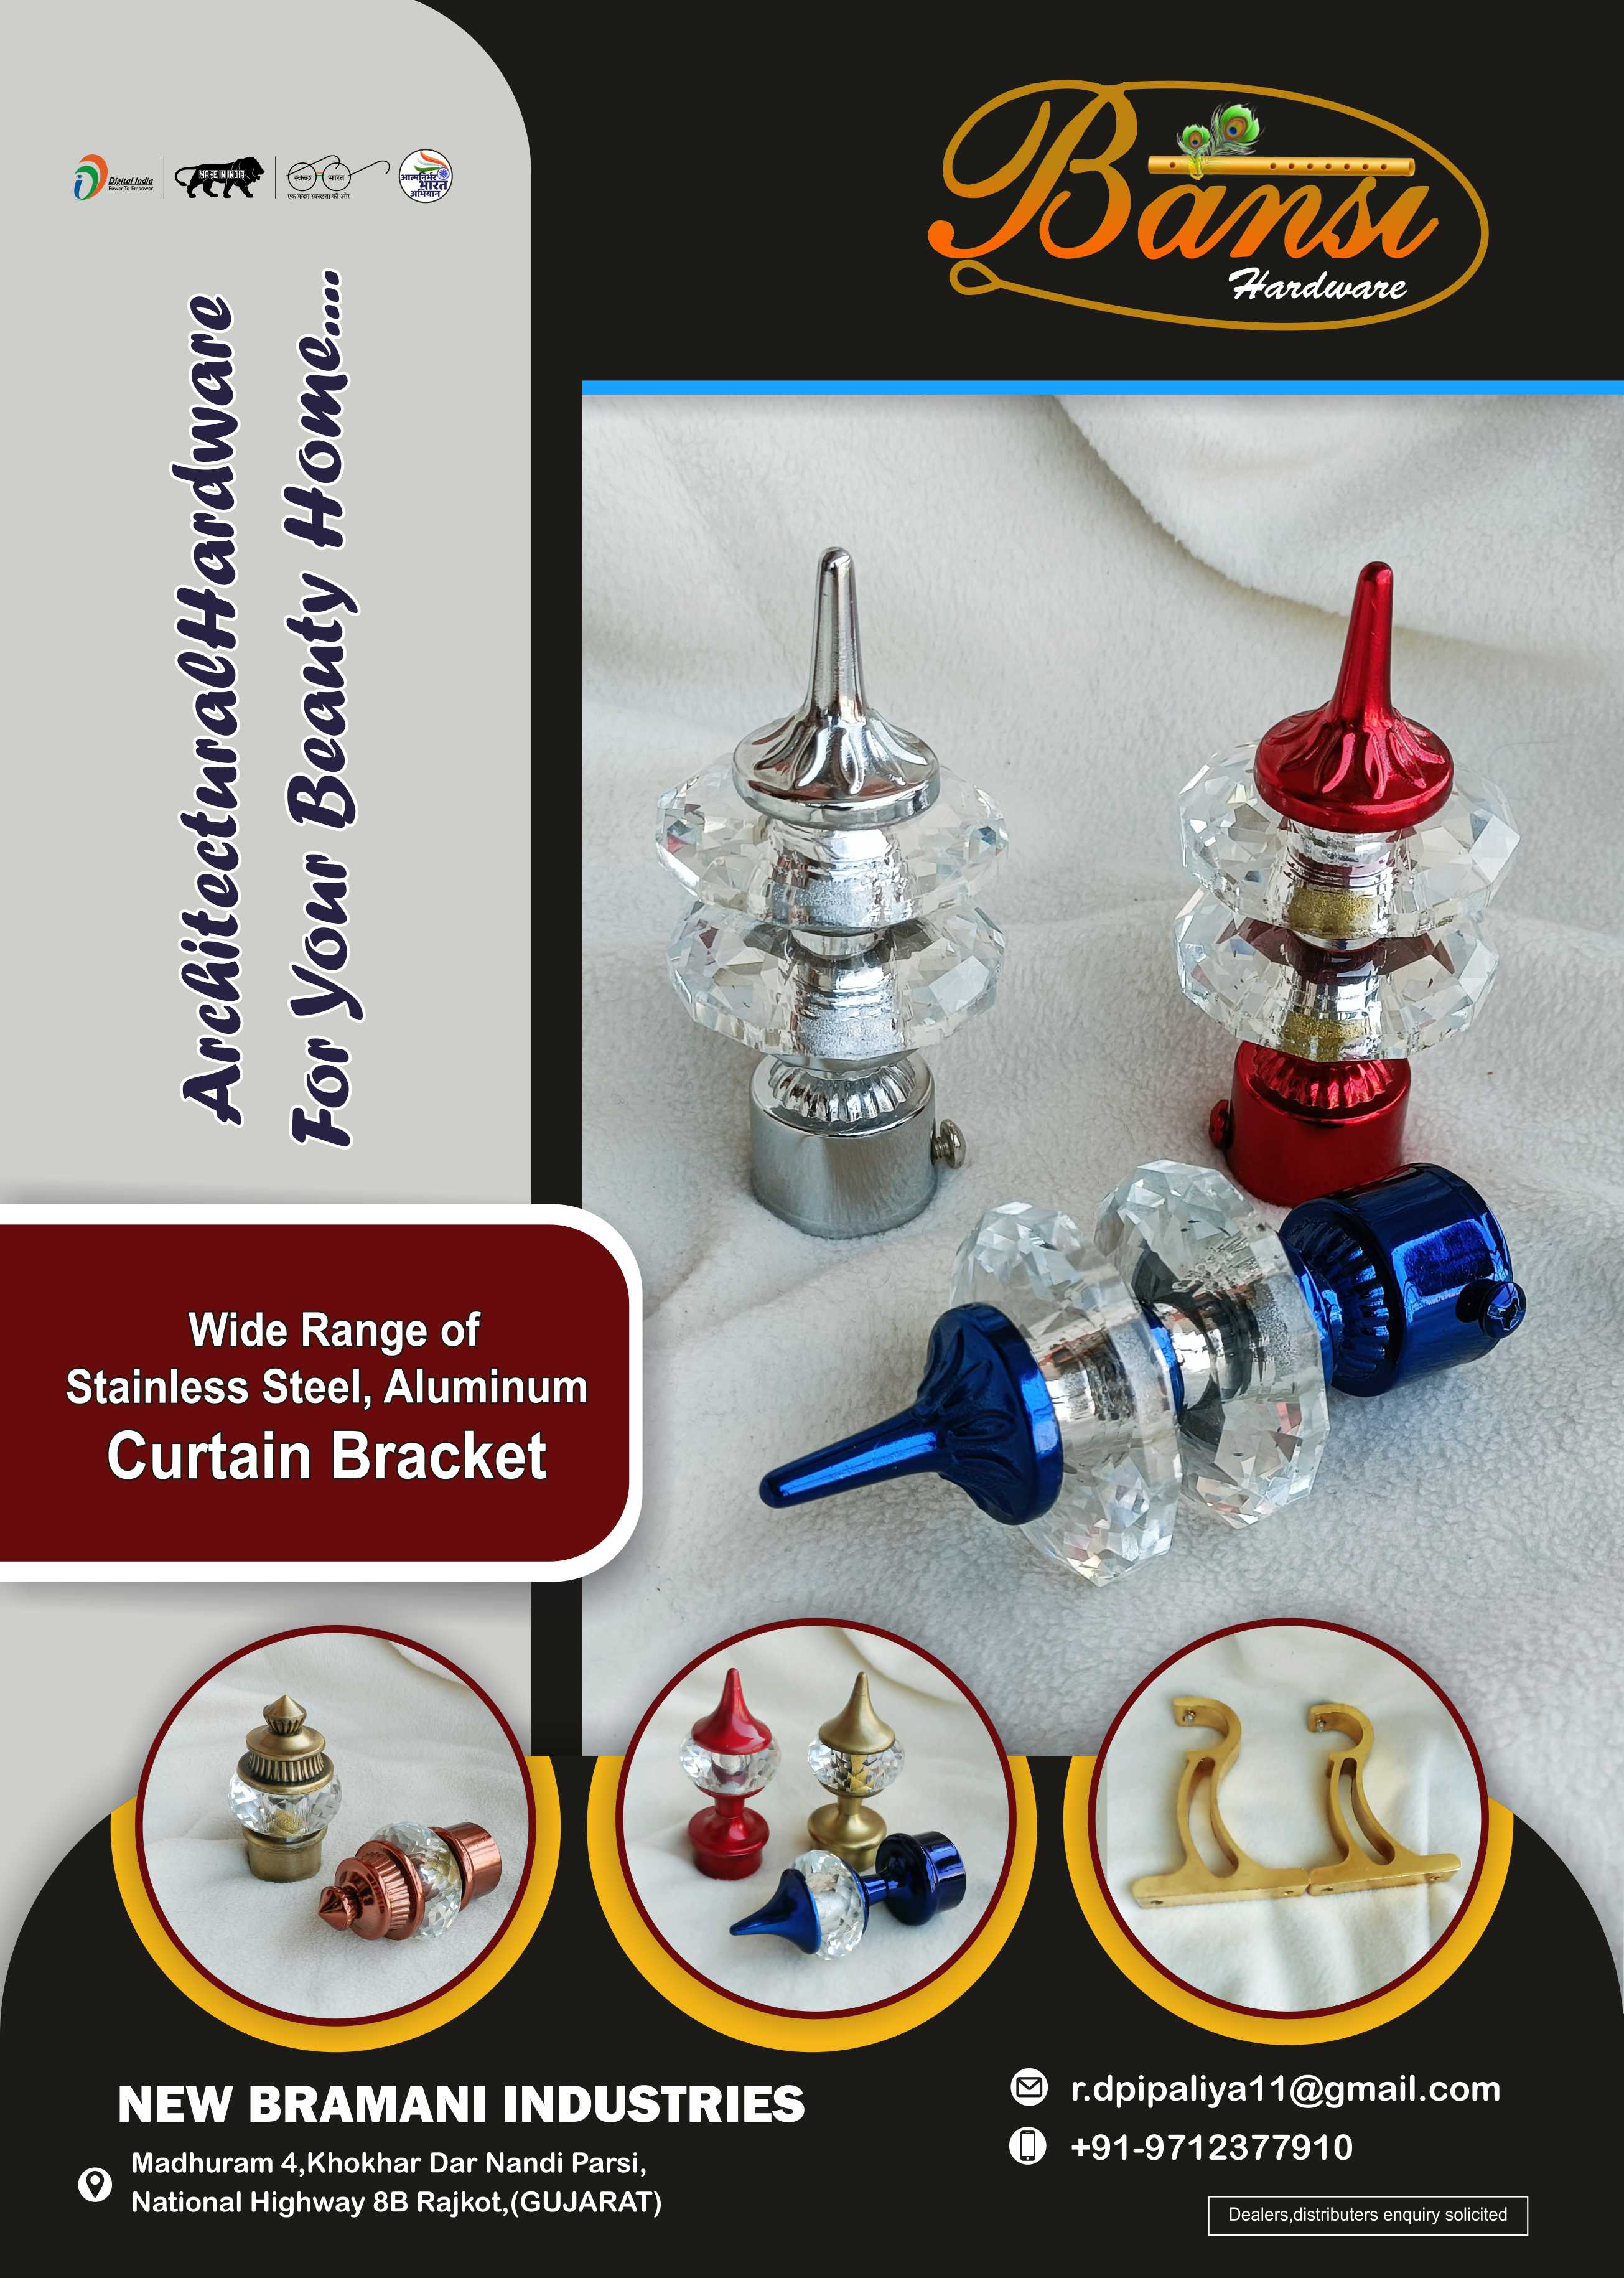 Digital India
Power To Empower
MAKE IN INDIA
स्वच्छ भारत
एक कदम स्वच्छता की ओर
आत्मनिर्भर
भारत
अभियान
Bansi
Hardware
Architectural Hardware
For Your Beauty Home....
Wide Range of
Stainless Steel, Aluminum
Curtain Bracket
NEW BRAMANI INDUSTRIES
Madhuram 4,Khokhar Dar Nandi Parsi,
National Highway 8B Rajkot,(GUJARAT)
r.dpipaliya11@gmail.com
+91-9712377910
Dealers,distributers enquiry solicited